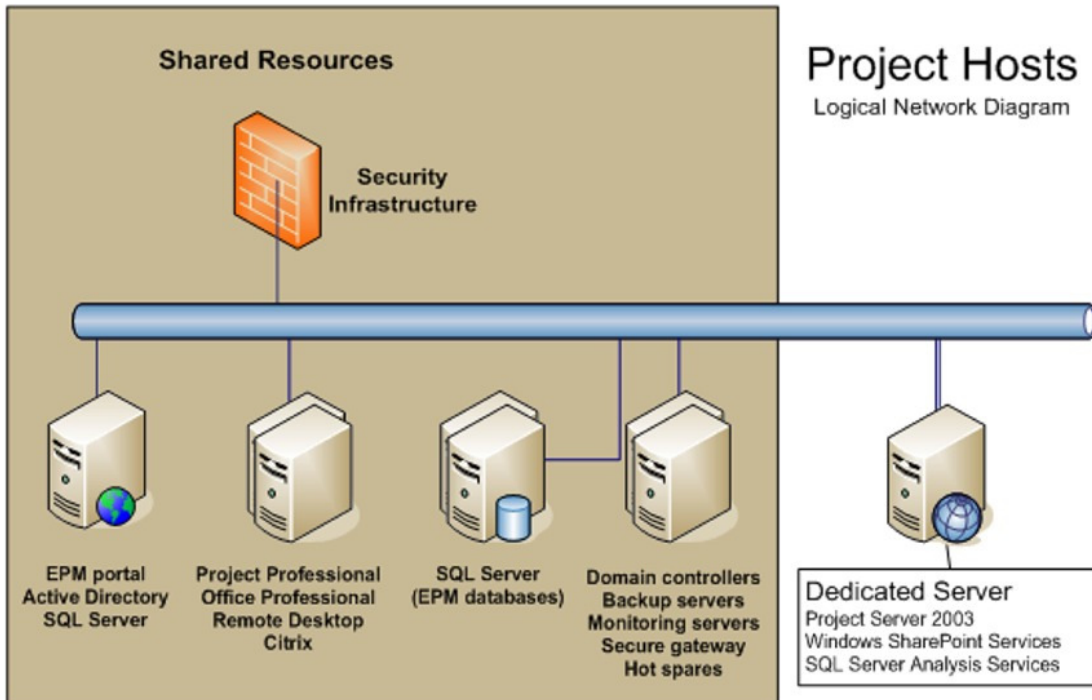 Shared Resources
Project Hosts
Logical Network Diagram
Security
Infrastructure
EPM portal
Active Directory
SQL Server
Project Professional
Office Professional
Remote Desktop
Citrix
SQL Server
(EPM databases)
Domain controllers
Backup servers
Monitoring servers
Secure gateway
Hot spares
Dedicated Server
Project Server 2003
Windows SharePoint Services
SQL Server Analysis Services